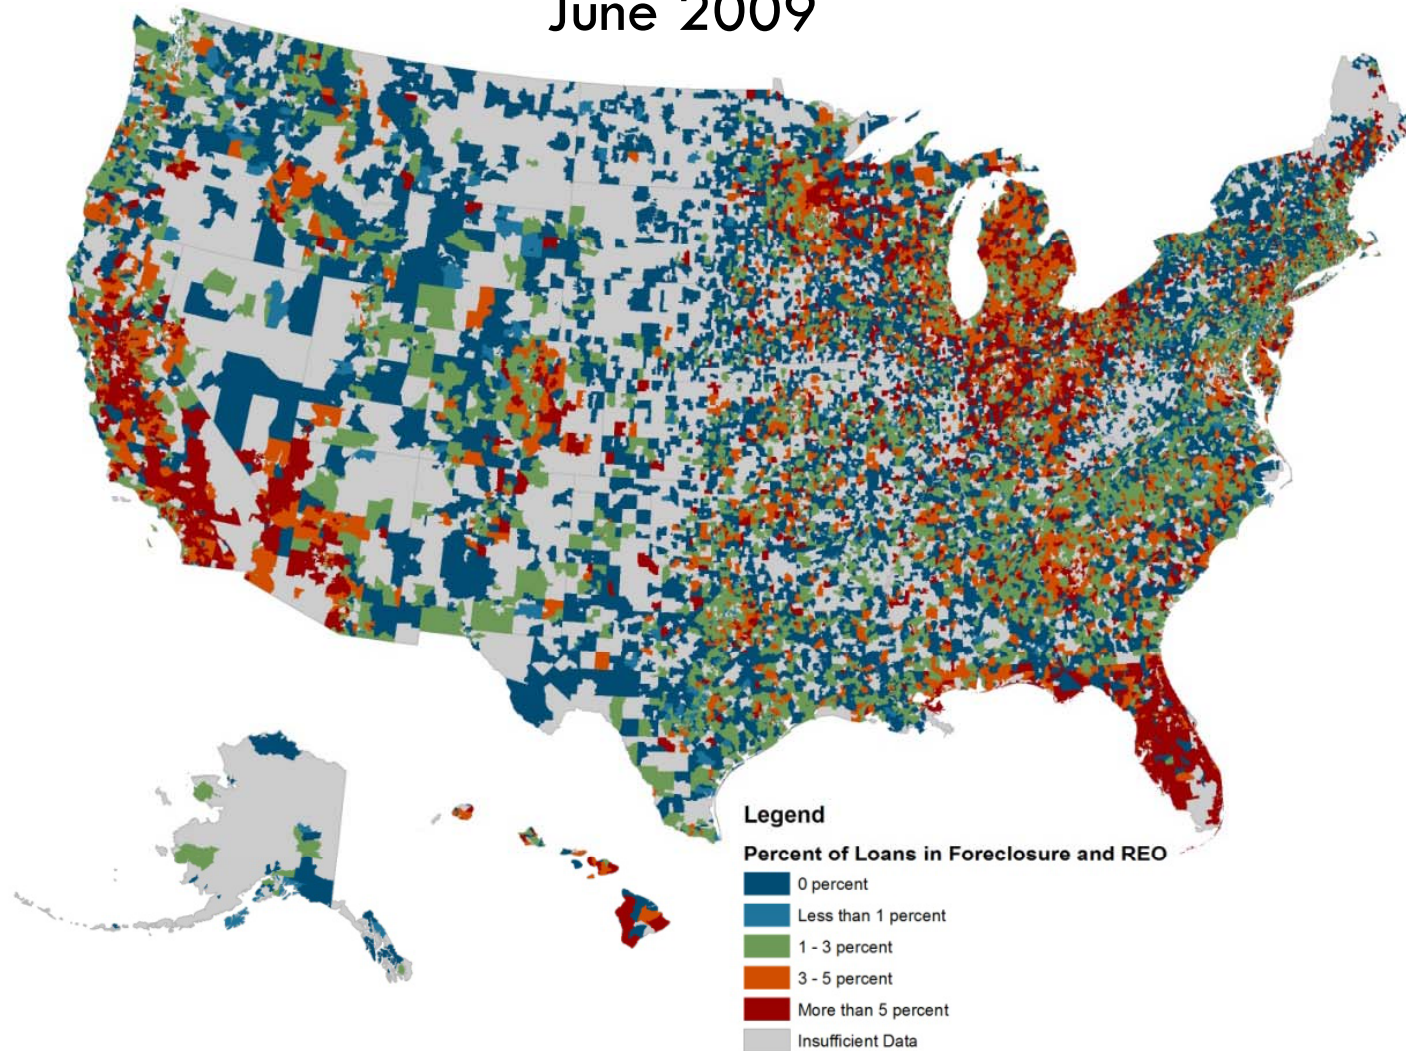 June 2009
Legend
Percent of Loans in Foreclosure and REO
0 percent
Less than 1 percent
1 - 3 percent
3 - 5 percent
More than 5 percent
Insufficient Data